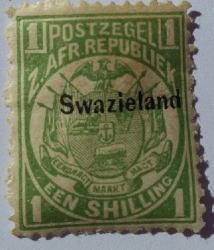 1 POSTZEGEL 1
Z. AFR. REPUBLIEK
Swazieland
EENDRAGT MAAKT MAGT
1 EEN SHILLING 1